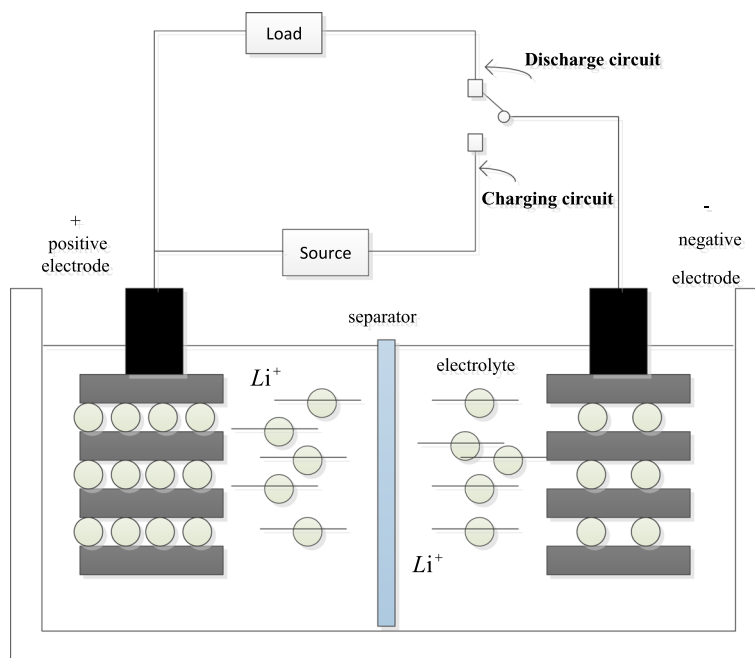 Load
Discharge circuit
Charging circuit
+
positive
electrode
Source
-
negative
electrode
separator
electrolyte
Li⁺
Li⁺